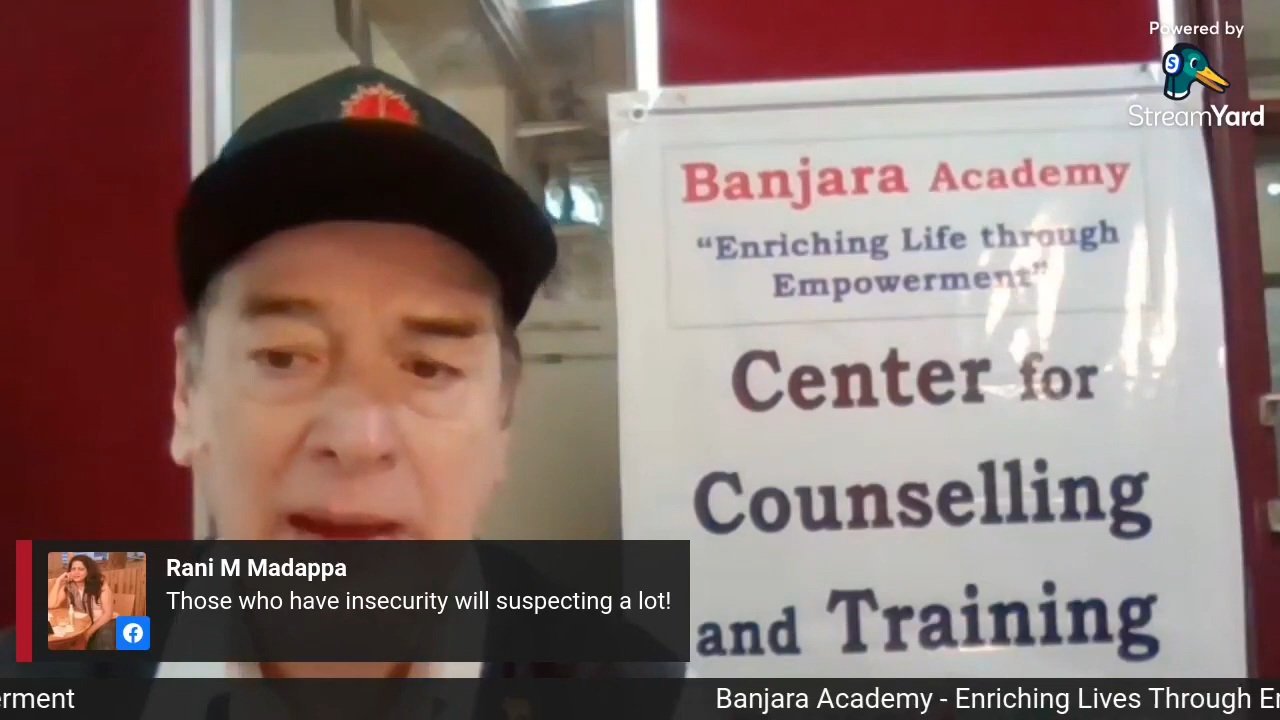 Powered by
StreamYard
Banjara Academy
“Enriching Life through
Empowerment”
Center for
Counselling
and Training
Rani M Madappa
Those who have insecurity will suspecting a lot!
erment
Banjara Academy - Enriching Lives Through E